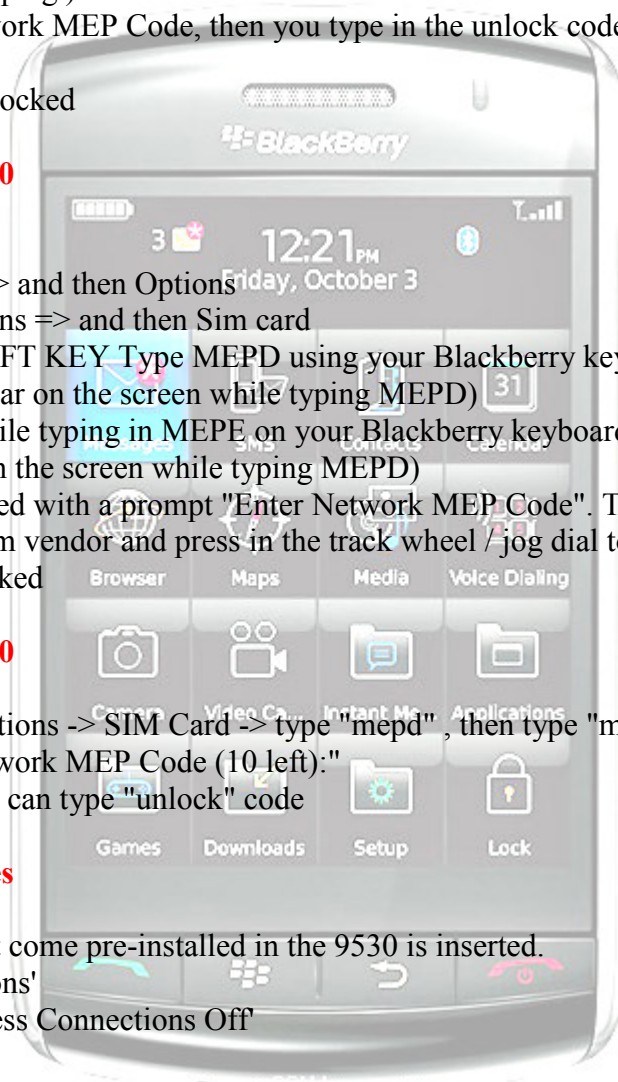 ork MEP Code, then you type in the unlock code
ocked
BlackBerry
0
3 12:21PM
Friday, October 3
> and then Options
ns => and then Sim card
FT KEY Type MEPD using your Blackberry key
ar on the screen while typing MEPD)
31
ile typing in MEPE on your Blackberry keyboard
Messages SMS Contacts Calendar
n the screen while typing MEPD)
ed with a prompt "Enter Network MEP Code". T
m vendor and press in the track wheel / jog dial to
Browser Maps Media Voice Dialing
ked
0
Camera Video Ca... Instant Me... Applications
tions -> SIM Card -> type "mepd" , then type "m
work MEP Code (10 left):"
can type "unlock" code
Games Downloads Setup Lock
es
t come pre-installed in the 9530 is inserted.
ons'
ess Connections Off'